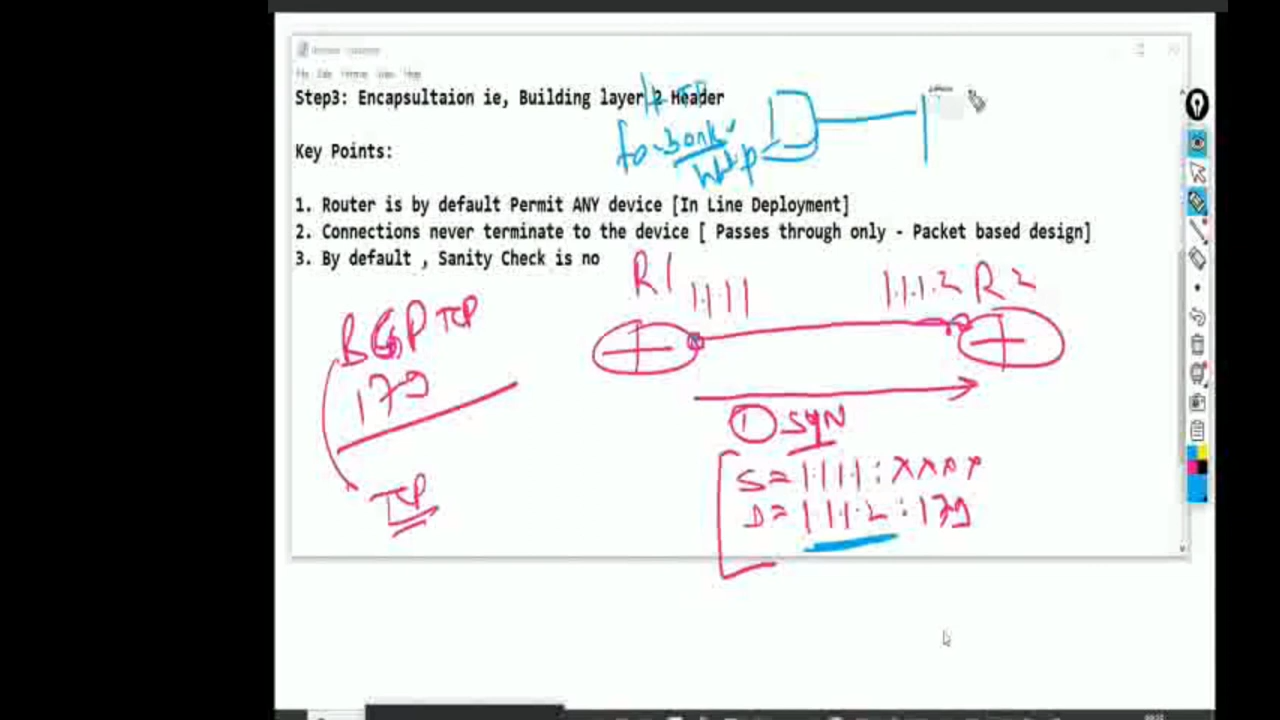 Step3: Encapsultaion ie, Building layer 2 Header
http
Key Points:
1. Router is by default Permit ANY device [In Line Deployment]
2. Connections never terminate to the device [ Passes through only - Packet based design]
3. By default , Sanity Check is no
R1 1.1.1.1 1.1.1.2 R2
BGP TCP
179
① SYN
S= 1.1.1.1 : XXXX
D= 1.1.1.2 : 179
TCP